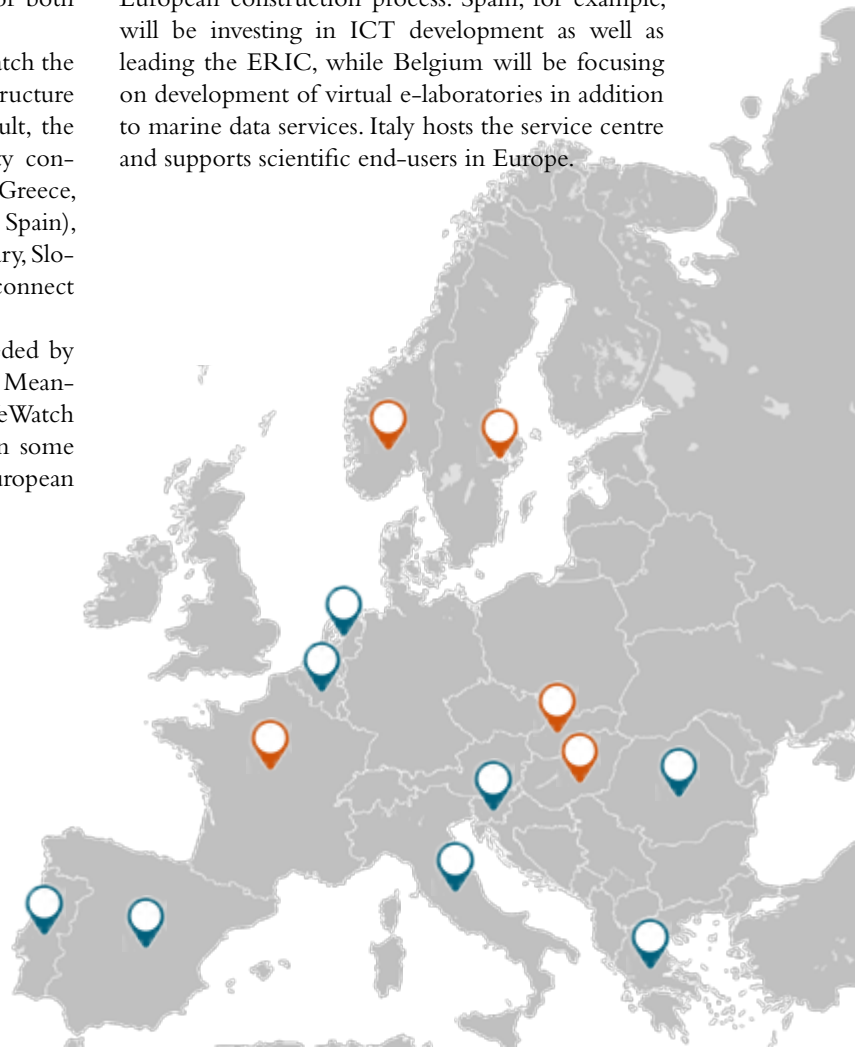 or both
atch the
ructure
ult, the
ty con-
Greece,
Spain),
ary, Slo-
connect
ded by
Mean-
eWatch
n some
uropean
European construction process. Spain, for example,
will be investing in ICT development as well as
leading the ERIC, while Belgium will be focusing
on development of virtual e-laboratories in addition
to marine data services. Italy hosts the service centre
and supports scientific end-users in Europe.